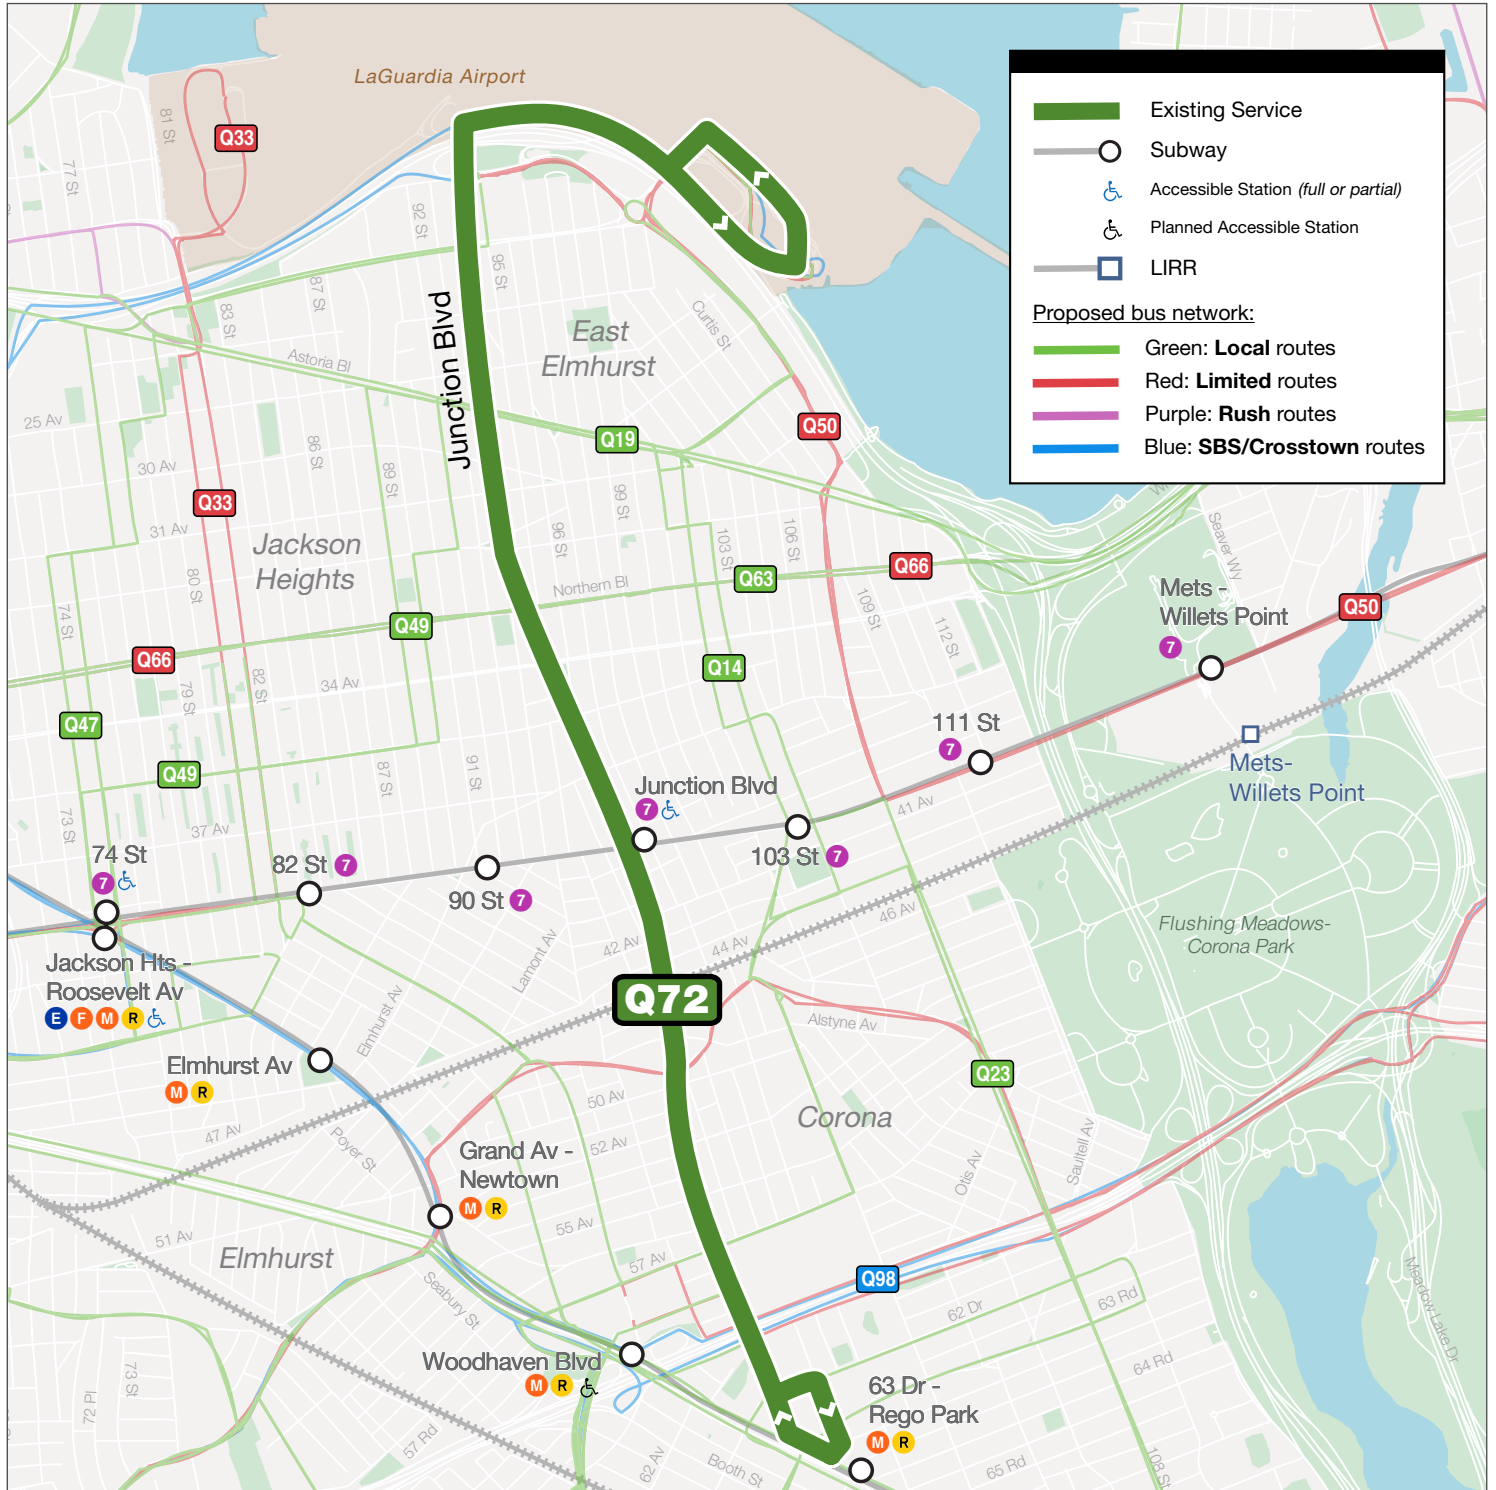 LaGuardia Airport
Existing Service
Subway
Accessible Station (full or partial)
Planned Accessible Station
LIRR
Proposed bus network:
Green: Local routes
Red: Limited routes
Purple: Rush routes
Blue: SBS/Crosstown routes
81 St
Q33
77 St
92 St
95 St
87 St
83 St
Junction Blvd
Curtis St
East
Elmhurst
Astoria Bl
25 Av
Q19
Q50
86 St
30 Av
89 St
Q33
99 St
31 Av
96 St
103 St
106 St
Seaver Wy
Jackson
Heights
80 St
Northern Bl
Q63
Q66
Mets -
Willets Point
7
Q50
74 St
Q49
109 St
112 St
Q66
Q14
79 St
82 St
34 Av
Q47
111 St
7
Q49
87 St
91 St
Junction Blvd
7
Mets-
Willets Point
73 St
37 Av
41 Av
74 St
7
82 St 7
103 St 7
90 St 7
46 Av
Flushing Meadows-
Corona Park
42 Av
44 Av
Lamont Av
Jackson Hts -
Roosevelt Av
E F M R
Q72
Elmhurst Av
Alstyne Av
Elmhurst Av
M R
Q23
50 Av
Corona
47 Av
Poyer St
52 Av
Grand Av -
Newtown
M R
Otis Av
Saultell Av
55 Av
51 Av
Elmhurst
57 Av
Seabury St
Q98
62 Dr
63 Rd
Meadow Lake Dr
Woodhaven Blvd
M R
64 Rd
73 St
72 Pl
63 Dr -
Rego Park
M R
57 Rd
62 Av
Booth St
65 Rd
108 St